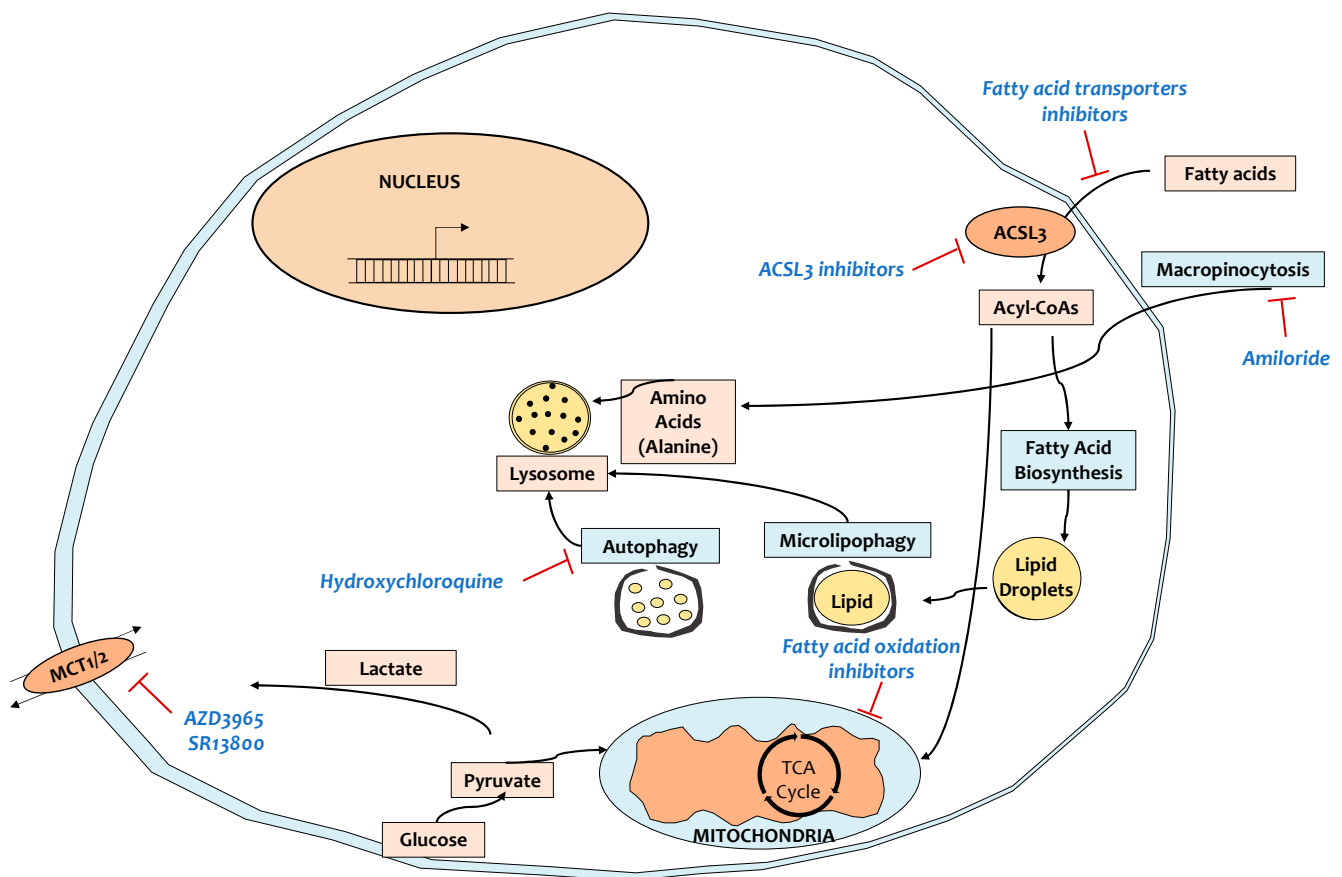 Fatty acid transporters
inhibitors
NUCLEUS
Fatty acids
ACSL3
ACSL3 inhibitors
Macropinocytosis
Acyl-CoAs
Amiloride
Amino
Acids
(Alanine)
Fatty Acid
Biosynthesis
Lysosome
Autophagy
Microlipophagy
Hydroxychloroquine
Lipid
Droplets
Lipid
Fatty acid oxidation
inhibitors
MCT1/2
Lactate
AZD3965
SR13800
TCA
Cycle
Pyruvate
MITOCHONDRIA
Glucose